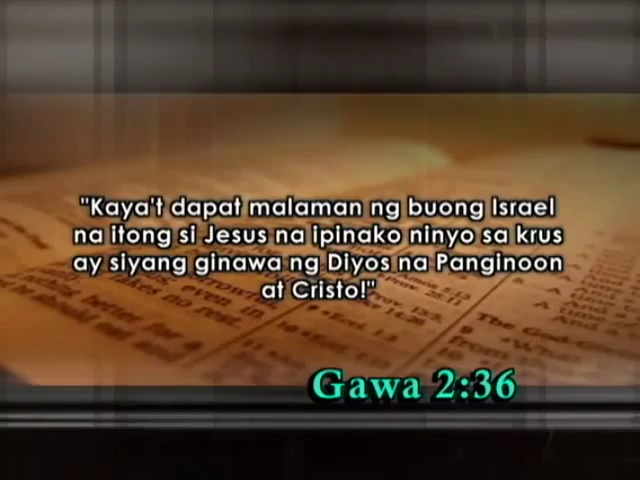 "Kaya't dapat malaman ng buong Israel
na itong si Jesus na ipinako ninyo sa krus
ay siyang ginawa ng Diyos na Panginoon
at Cristo!"
Gawa 2:36